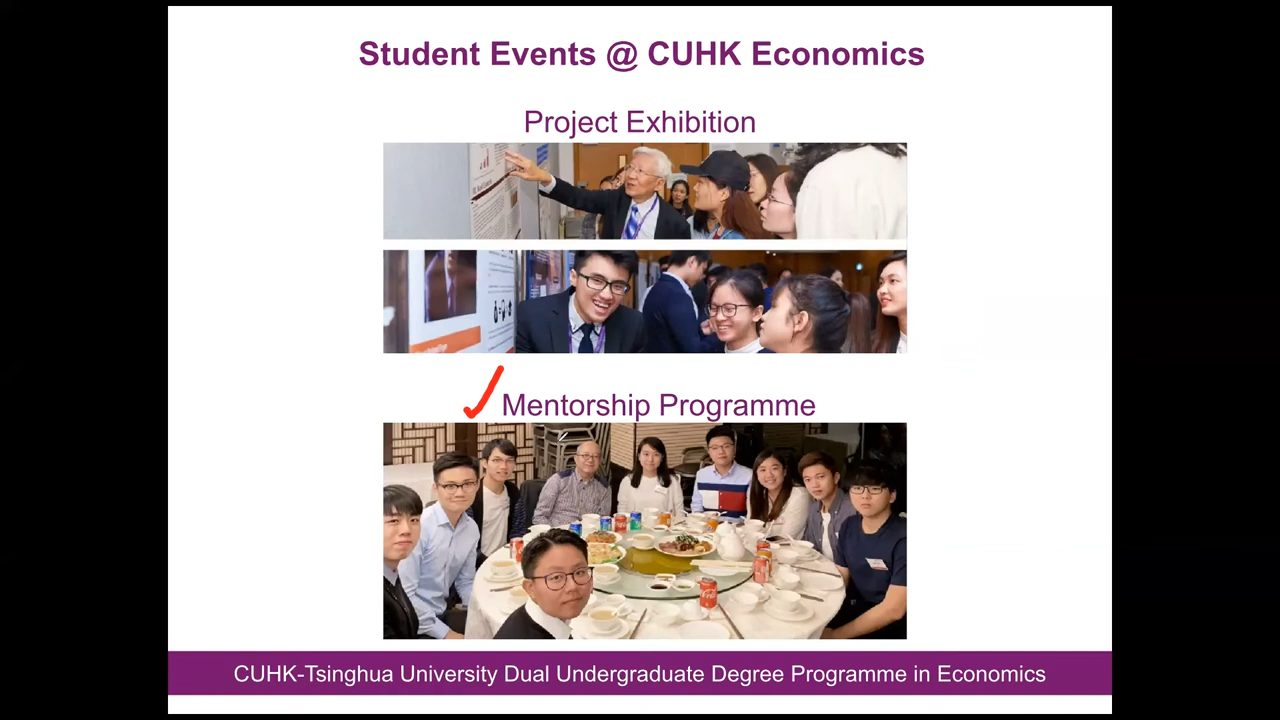 Student Events @ CUHK Economics
Project Exhibition
Mentorship Programme
CUHK-Tsinghua University Dual Undergraduate Degree Programme in Economics